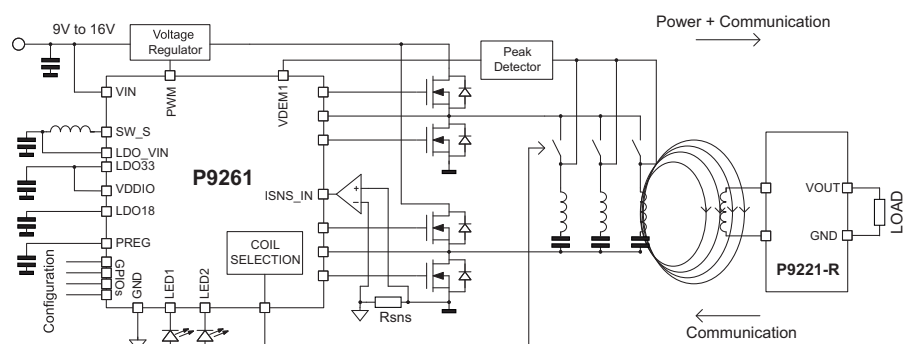 9V to 16V
Voltage
Regulator
Peak
Detector
Power + Communication
VIN
PWM
VDEM1
SW_S
LDO_VIN
LDO33
VDDIO
P9261
ISNS_IN
+
-
LDO18
PREG
COIL
SELECTION
Configuration
GPIOs
GND
LED1
LED2
Rsns
VOUT
GND
LOAD
P9221-R
Communication